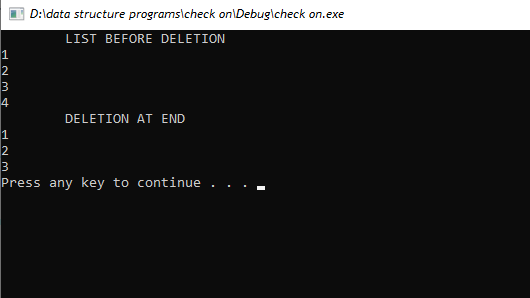 D:\data structure programs\check on\Debug\check on.exe
LIST BEFORE DELETION
1
2
3
4
DELETION AT END
1
2
3
Press any key to continue . . .